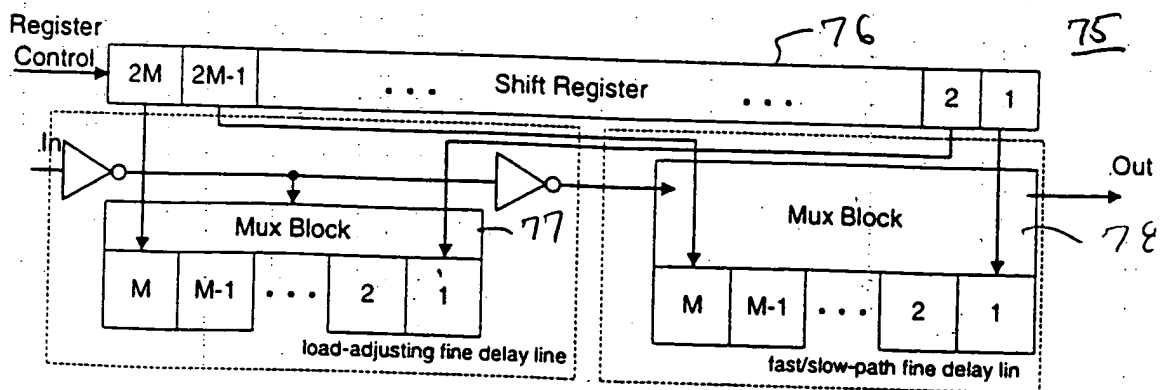 Register
Control
76
75
2M 2M-1 ... Shift Register ... 2 1
.In
Out
Mux Block
77
Mux Block
78
M M-1 ... 2 1
M M-1 ... 2 1
load-adjusting fine delay line
fast/slow-path fine delay lin